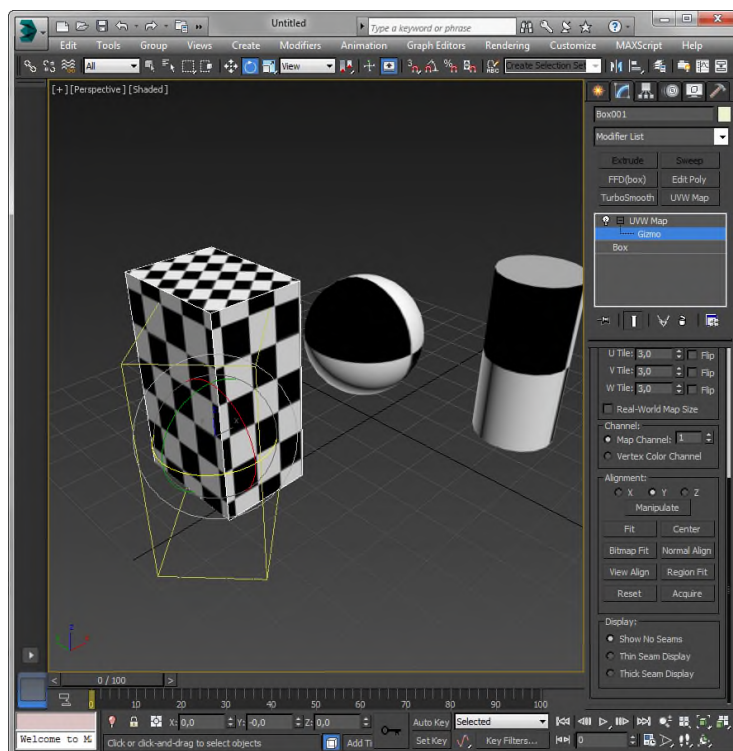 Untitled
Type a keyword or phrase
Edit Tools Group Views Create Modifiers Animation Graph Editors Rendering Customize MAXScript Help
All View Create Selection Set
[+] [Perspective] [Shaded]
Box001
Modifier List
Extrude Sweep
FFD(box) Edit Poly
TurboSmooth UVW Map
UVW Map
Gizmo
Box
U Tile: 3,0 Flip
V Tile: 3,0 Flip
W Tile: 3,0 Flip
Real-World Map Size
Channel:
Map Channel: 1
Vertex Color Channel
Alignment:
X Y Z
Manipulate
Fit Center
Bitmap Fit Normal Align
View Align Region Fit
Reset Acquire
Display:
Show No Seams
Thin Seam Display
Thick Seam Display
0 / 100
0 10 20 30 40 50 60 70 80 90 100
X: 0,0 Y: -0,0 Z: 0,0 Auto Key Selected
Welcome to M Click or click-and-drag to select objects Add Ti Set Key Key Filters... 0